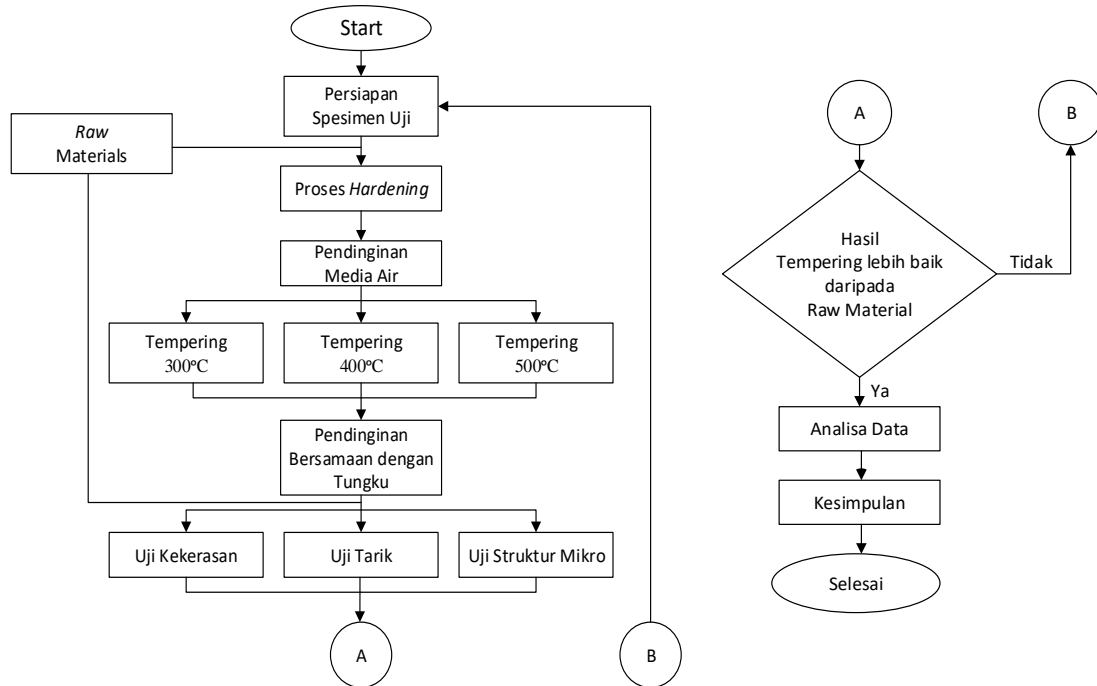 Start
Persiapan
Spesimen Uji
Raw
Materials
Proses Hardening
Pendinginan
Media Air
Tempering
300°C
Tempering
400°C
Tempering
500°C
Pendinginan
Bersamaan dengan
Tungku
Uji Kekerasan
Uji Tarik
Uji Struktur Mikro
A
B
A
B
Hasil
Tempering lebih baik
daripada
Raw Material
Tidak
Ya
Analisa Data
Kesimpulan
Selesai